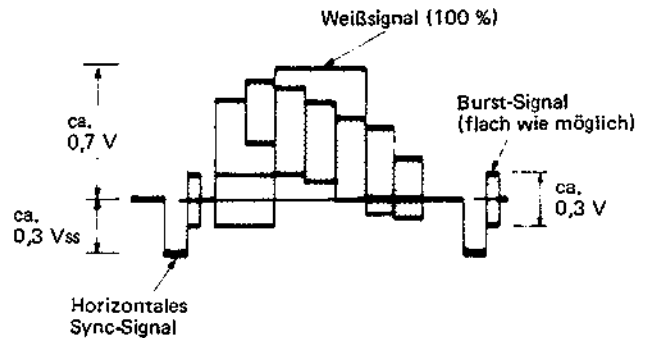 Weißsignal (100 %)
ca.
0,7 V
Burst-Signal
(flach wie möglich)
ca.
0,3 V
ca.
0,3 Vss
Horizontales
Sync-Signal